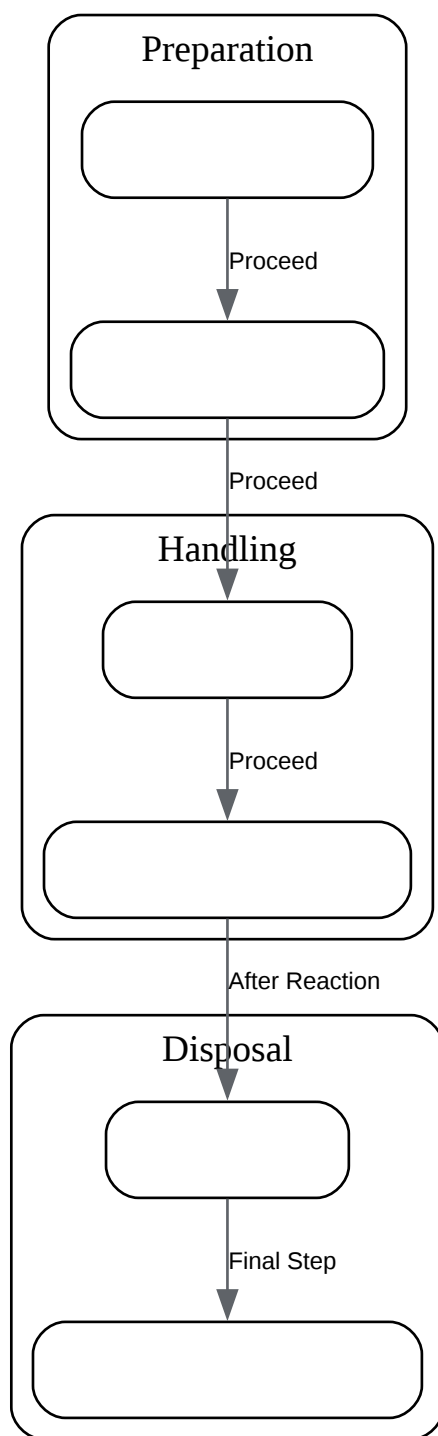 Preparation
Proceed
Proceed
Handling
Proceed
After Reaction
Disposal
Final Step